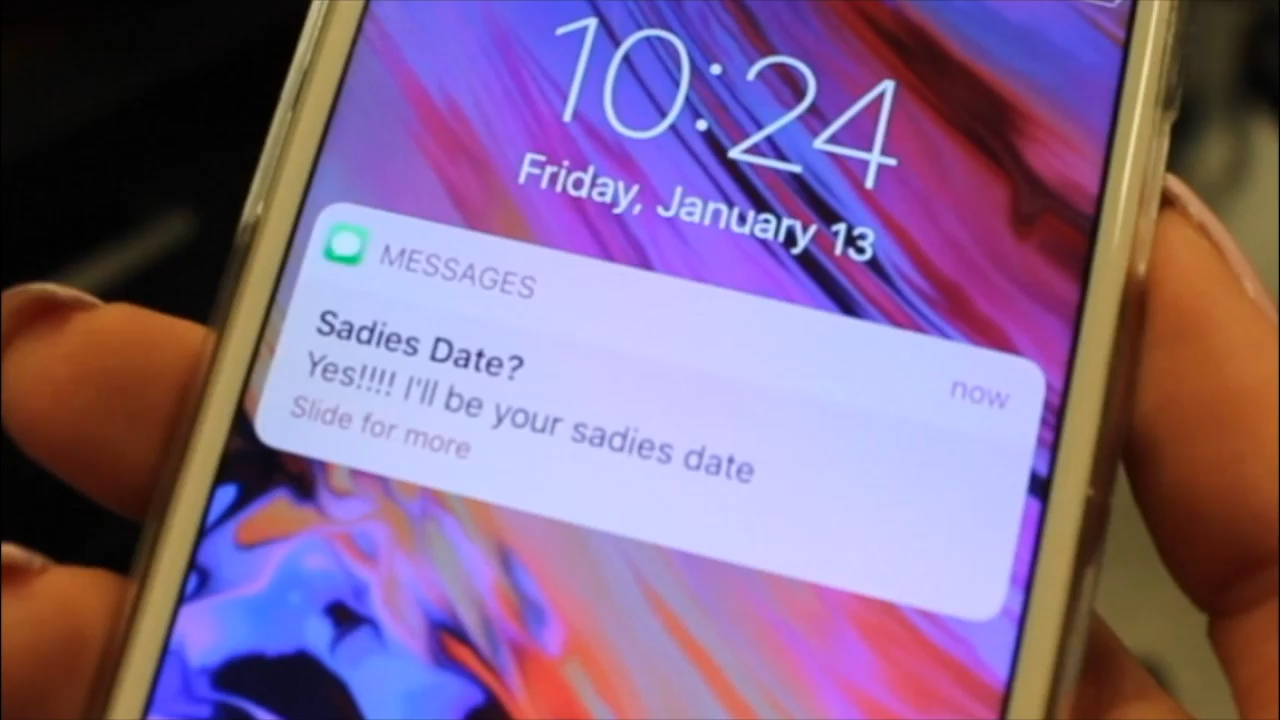 10:24
Friday, January 13
MESSAGES
now
Sadies Date?
Yes!!!! I'll be your sadies date
Slide for more